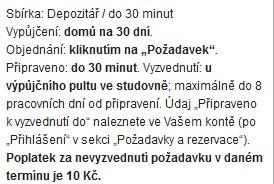 Sbírka: Depozitář / do 30 minut
Vypůjčení: domů na 30 dní.
Objednání: kliknutím na „Požadavek“.
Připraveno: do 30 minut. Vyzvednutí: u
výpůjčního pultu ve studovně; maximálně do 8
pracovních dní od připravení. Údaj „Připraveno
k vyzvednutí do“ naleznete ve Vašem kontě (po
„Přihlášení“ v sekci „Požadavky a rezervace“).
Poplatek za nevyzvednutí požadavku v daném
termínu je 10 Kč.